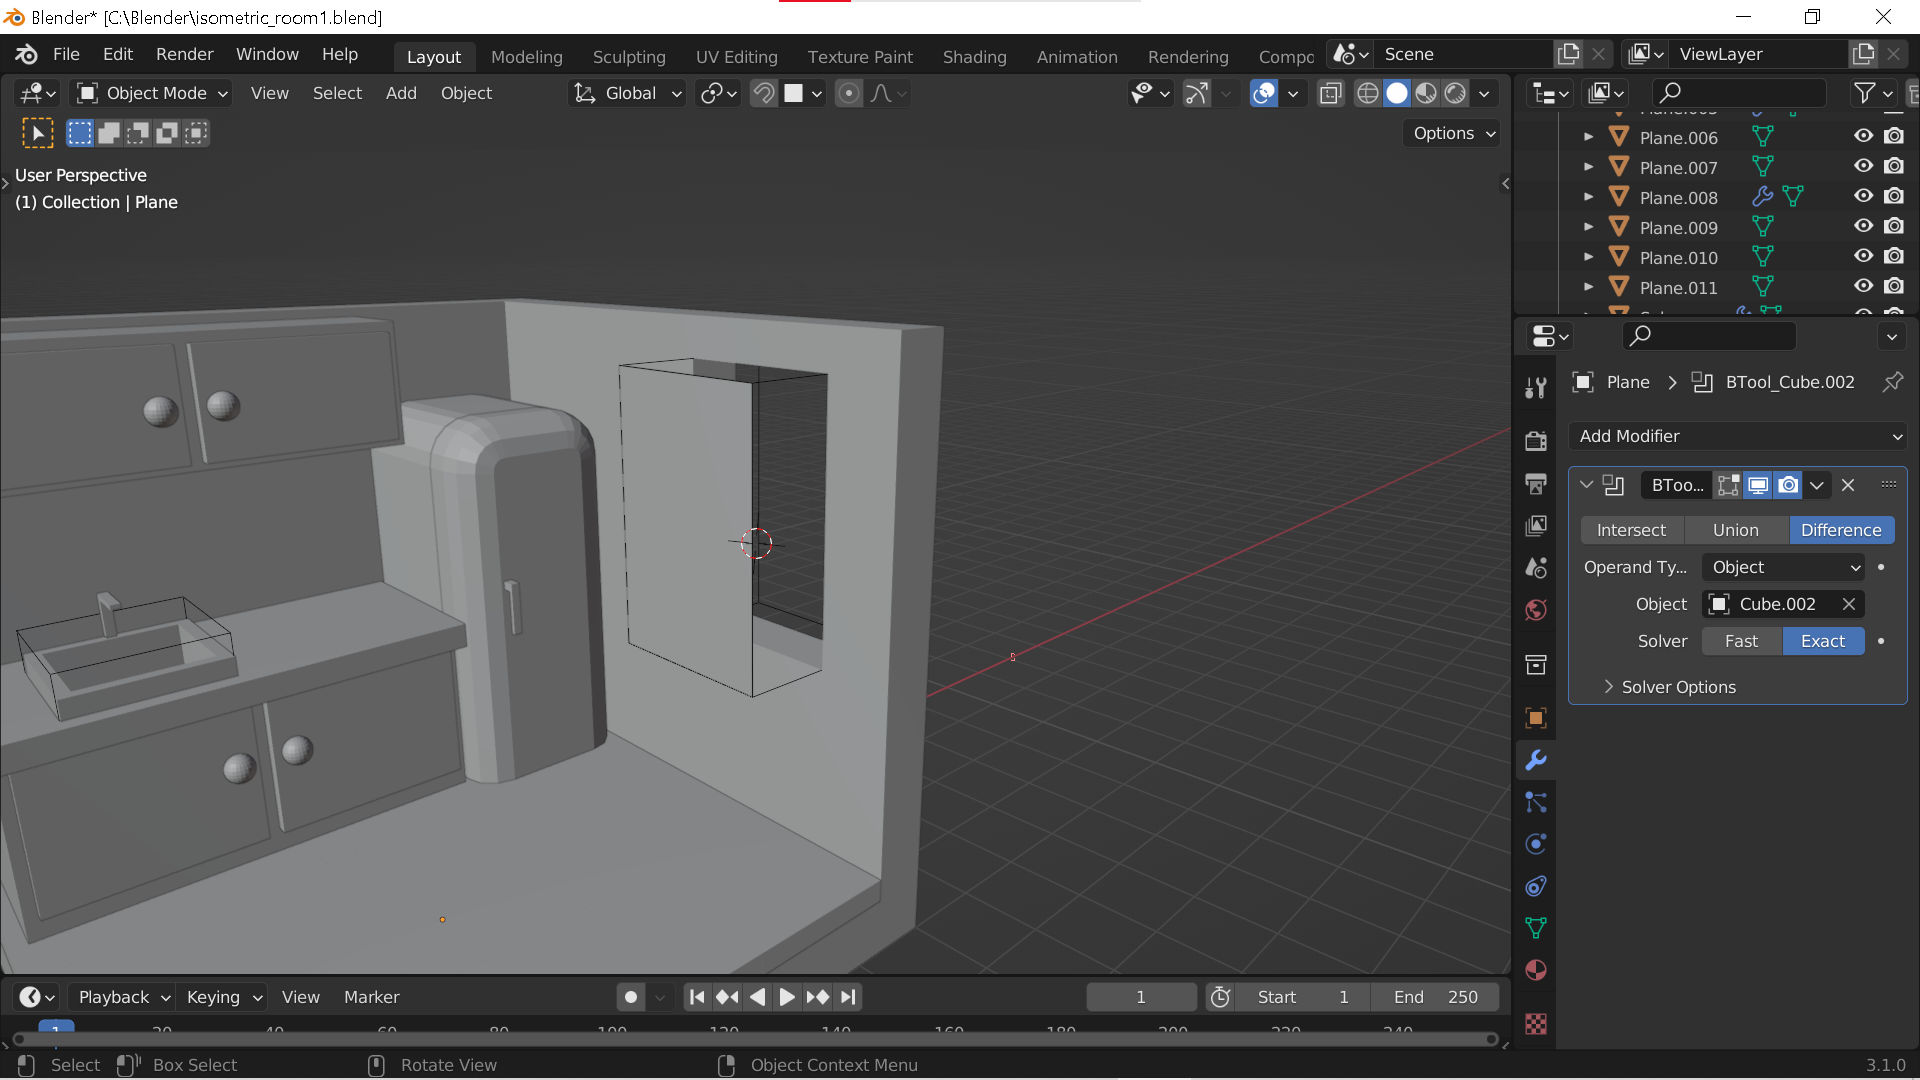 Blender* [C:\Blender\isometric_room1.blend]
File Edit Render Window Help Layout Modeling Sculpting UV Editing Texture Paint Shading Animation Rendering Compo Scene ViewLayer
Object Mode View Select Add Object Global
Options
User Perspective
(1) Collection | Plane
Plane.006
Plane.007
Plane.008
Plane.009
Plane.010
Plane.011
Plane BTool_Cube.002
Add Modifier
BToo...
Intersect Union Difference
Operand Ty... Object
Object Cube.002
Solver Fast Exact
Solver Options
Playback Keying View Marker 1 Start 1 End 250
1 20 40 60 80 100 120 140 160 180 200 220 240
Select Box Select Rotate View Object Context Menu 3.1.0